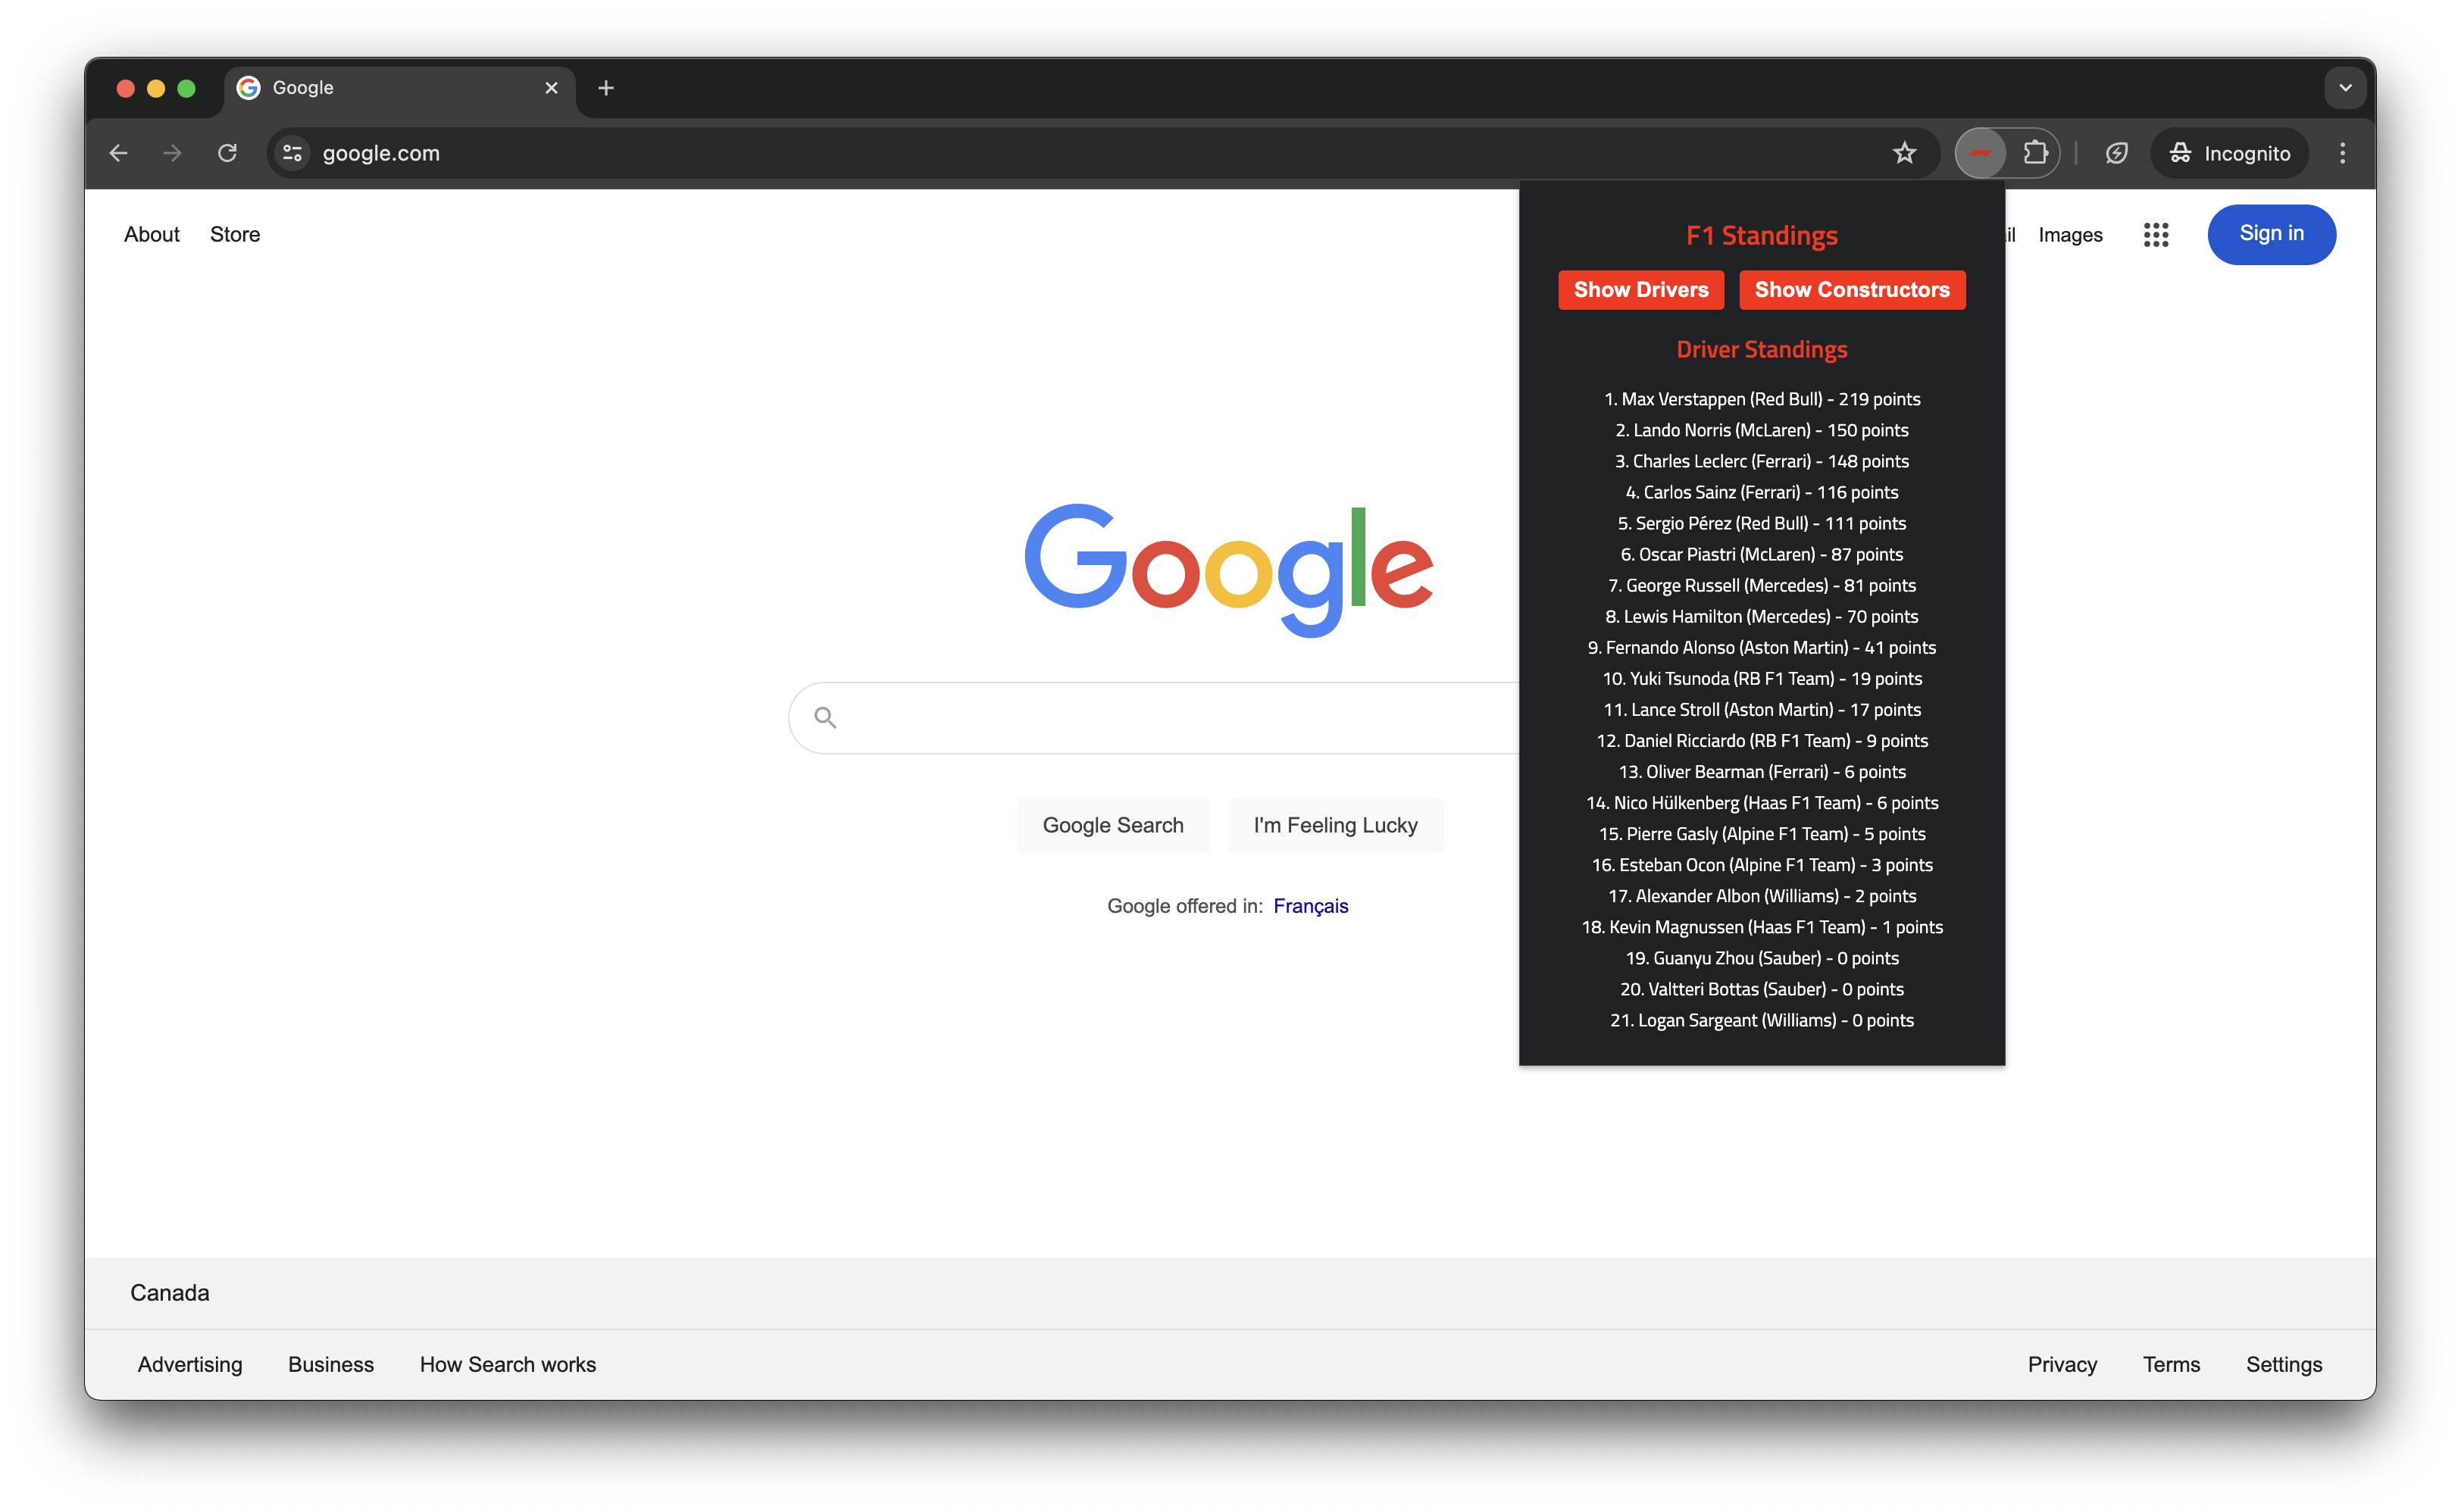 Google
google.com
Incognito
About Store
Images Sign in
F1 Standings
Show Drivers Show Constructors
Driver Standings
1. Max Verstappen (Red Bull) - 219 points
2. Lando Norris (McLaren) - 150 points
3. Charles Leclerc (Ferrari) - 148 points
4. Carlos Sainz (Ferrari) - 116 points
5. Sergio Pérez (Red Bull) - 111 points
6. Oscar Piastri (McLaren) - 87 points
7. George Russell (Mercedes) - 81 points
8. Lewis Hamilton (Mercedes) - 70 points
9. Fernando Alonso (Aston Martin) - 41 points
10. Yuki Tsunoda (RB F1 Team) - 19 points
11. Lance Stroll (Aston Martin) - 17 points
12. Daniel Ricciardo (RB F1 Team) - 9 points
13. Oliver Bearman (Ferrari) - 6 points
14. Nico Hülkenberg (Haas F1 Team) - 6 points
15. Pierre Gasly (Alpine F1 Team) - 5 points
16. Esteban Ocon (Alpine F1 Team) - 3 points
17. Alexander Albon (Williams) - 2 points
18. Kevin Magnussen (Haas F1 Team) - 1 points
19. Guanyu Zhou (Sauber) - 0 points
20. Valtteri Bottas (Sauber) - 0 points
21. Logan Sargeant (Williams) - 0 points
Google
Google Search I'm Feeling Lucky
Google offered in: Français
Canada
Advertising Business How Search works
Privacy Terms Settings